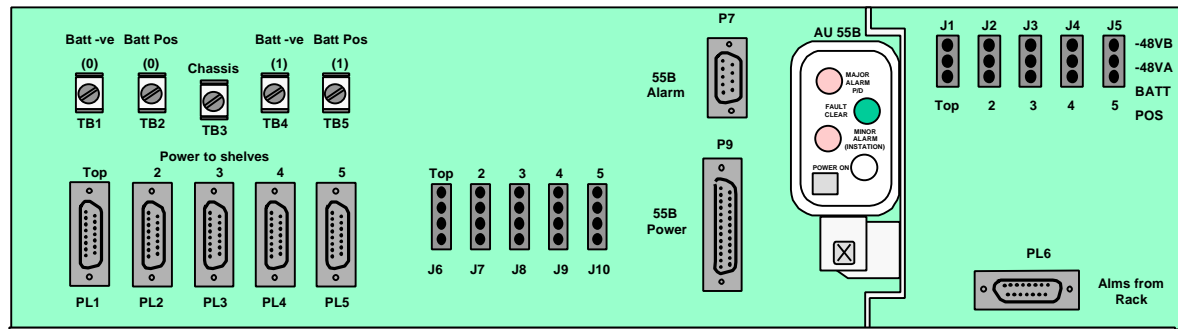 Batt -ve Batt Pos Batt -ve Batt Pos
(0) (0) Chassis (1) (1)
TB1 TB2 TB3 TB4 TB5
Power to shelves
Top 2 3 4 5
PL1 PL2 PL3 PL4 PL5
Top 2 3 4 5
J6 J7 J8 J9 J10
P7
55B
Alarm
P9
55B
Power
AU 55B
MAJOR
ALARM
P/D
FAULT
CLEAR
MINOR
ALARM
(INSTATION)
POWER ON
J1 J2 J3 J4 J5
-48VB
-48VA
BATT
POS
Top 2 3 4 5
PL6
Alms from
Rack